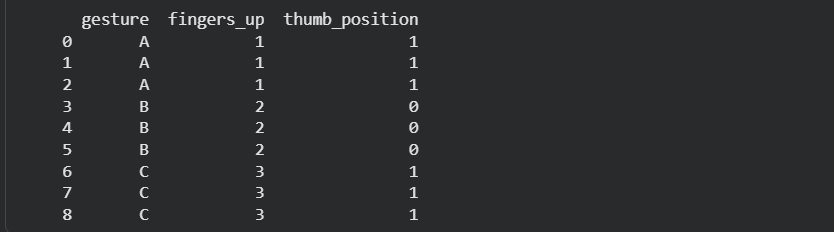 gesture fingers_up thumb_position
0 A 1 1
1 A 1 1
2 A 1 1
3 B 2 0
4 B 2 0
5 B 2 0
6 C 3 1
7 C 3 1
8 C 3 1